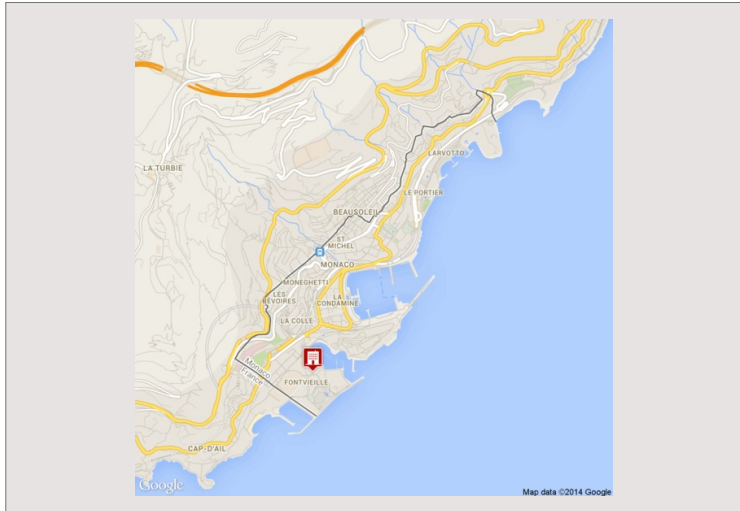 LARVOTTO
LA TURBIE
LE PORTIER
BEAUSOLEIL
ST
MICHEL
MONACO
MONEGHETTI
LES
RÉVOIRES
LA
CONDAMINE
LA COLLE
Monaco
France
FONTVIEILLE
CAP-D'AIL
Google
Map data ©2014 Google